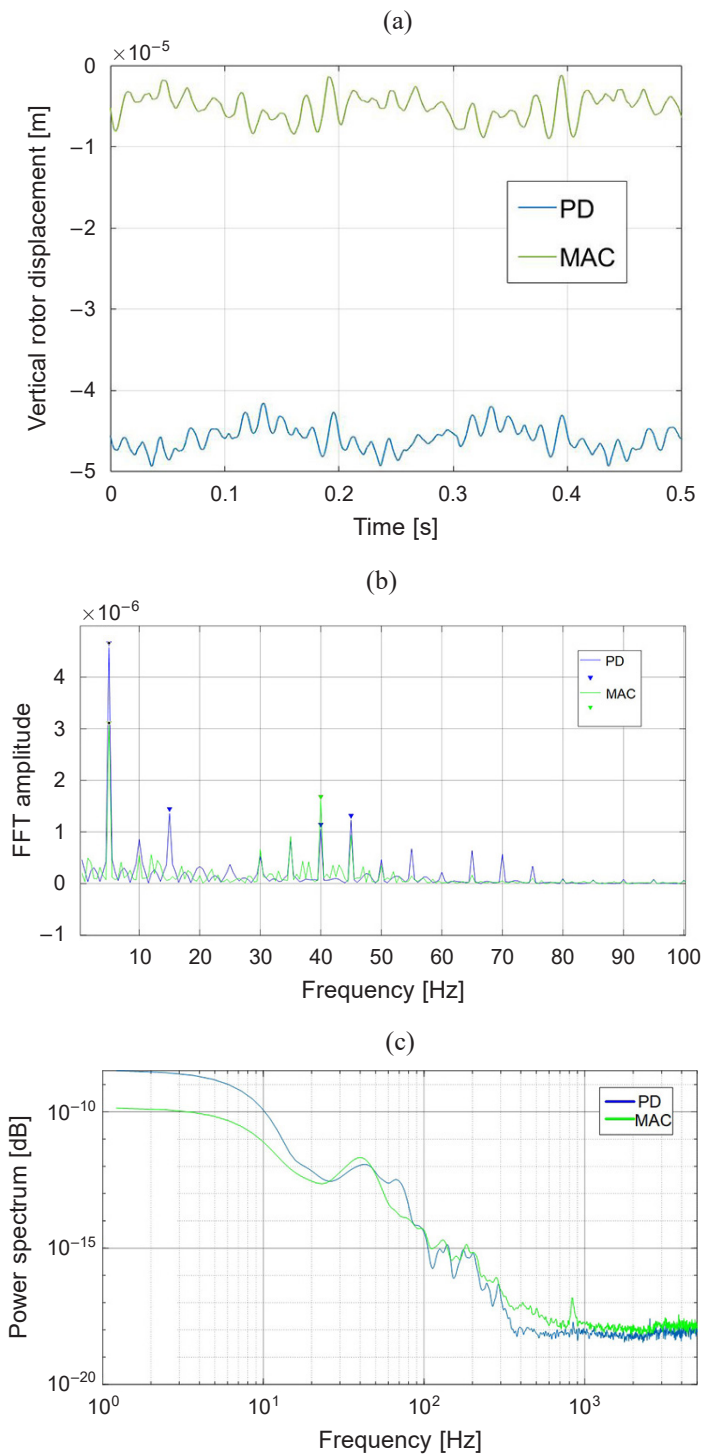 (a)
×10⁻⁵
0
−1
−2
−3
−4
−5
Vertical rotor displacement [m]
PD
MAC
0 0.1 0.2 0.3 0.4 0.5
Time [s]
(b)
×10⁻⁶
4
3
2
1
0
−1
FFT amplitude
PD
MAC
10 20 30 40 50 60 70 80 90 100
Frequency [Hz]
(c)
10⁻¹⁰
10⁻¹⁵
10⁻²⁰
Power spectrum [dB]
PD
MAC
10⁰ 10¹ 10² 10³
Frequency [Hz]